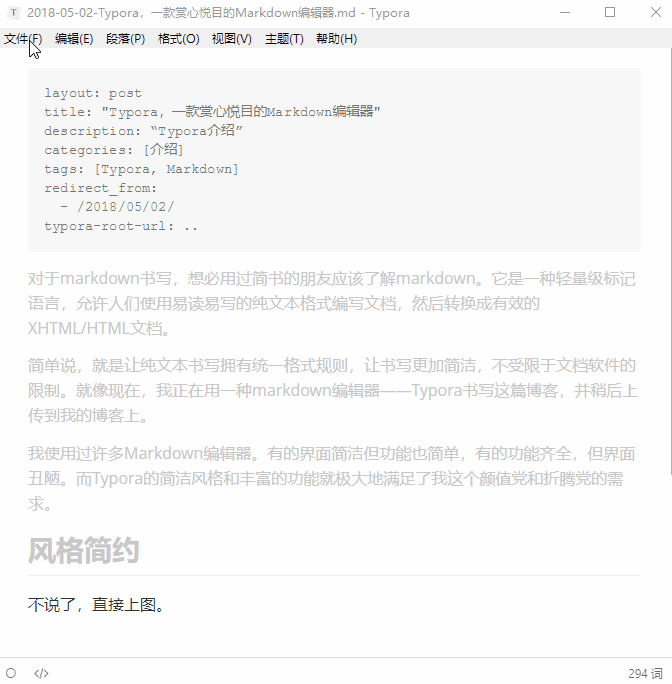 T 2018-05-02-Typora，一款赏心悦目的Markdown编辑器.md - Typora
文件(F) 编辑(E) 段落(P) 格式(O) 视图(V) 主题(T) 帮助(H)
layout: post
title: "Typora，一款赏心悦目的Markdown编辑器"
description: “Typora介绍”
categories: [介绍]
tags: [Typora, Markdown]
redirect_from:
  - /2018/05/02/
typora-root-url: ..
对于markdown书写，想必用过简书的朋友应该了解markdown。它是一种轻量级标记
语言，允许人们使用易读易写的纯文本格式编写文档，然后转换成有效的
XHTML/HTML文档。
简单说，就是让纯文本书写拥有统一格式规则，让书写更加简洁，不受限于文档软件的
限制。就像现在，我正在用一种markdown编辑器——Typora书写这篇博客，并稍后上
传到我的博客上。
我使用过许多Markdown编辑器。有的界面简洁但功能也简单，有的功能齐全，但界面
丑陋。而Typora的简洁风格和丰富的功能就极大地满足了我这个颜值党和折腾党的需
求。
风格简约
不说了，直接上图。
</> 294 词